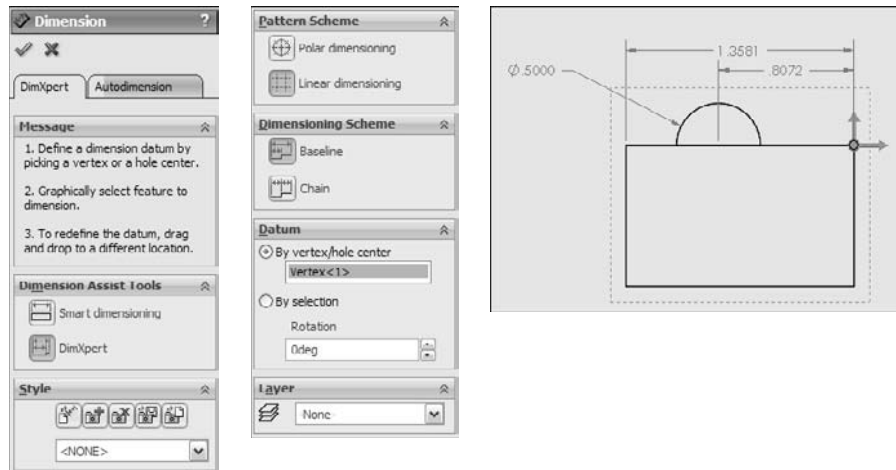 Dimension ?
DimXpert Autodimension
Message
1. Define a dimension datum by
picking a vertex or a hole center.
2. Graphically select feature to
dimension.
3. To redefine the datum, drag
and drop to a different location.
Dimension Assist Tools
Smart dimensioning
DimXpert
Style
<NONE>
Pattern Scheme
Polar dimensioning
Linear dimensioning
Dimensioning Scheme
Baseline
Chain
Datum
By vertex/hole center
Vertex<1>
By selection
Rotation
0deg
Layer
None
1.3581
.8072
Ø.5000